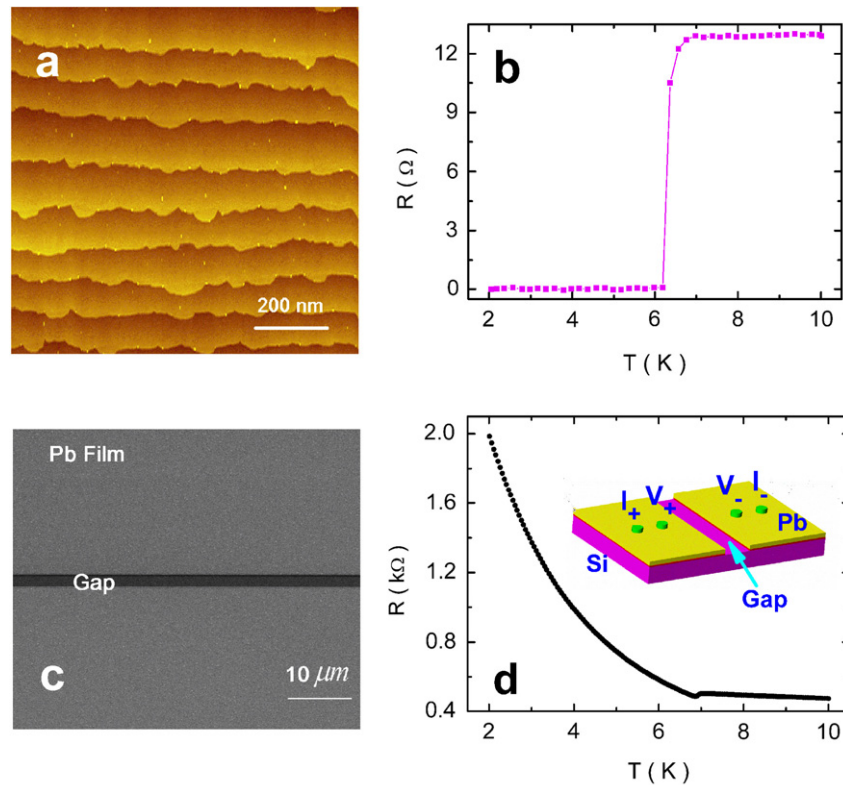 a
200 nm
b
R ( Ω )
12
9
6
3
0
2 4 6 8 10
T ( K )
Pb Film
Gap
c
10 μm
d
R ( kΩ )
2.0
1.6
1.2
0.8
0.4
I+ V+ V- I-
Pb
Si
Gap
2 4 6 8 10
T ( K )